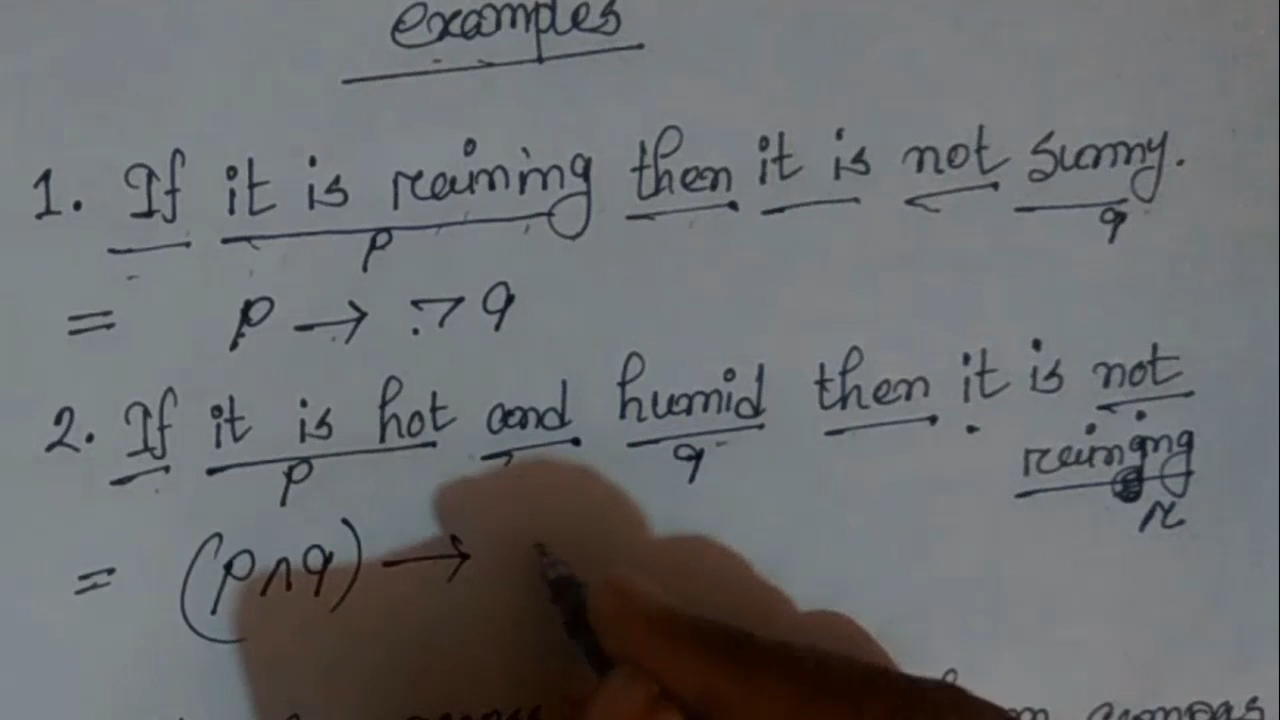 examples
1. If it is raining then it is not sunny.
p q
= p → ¬ q
2. If it is hot and humid then it is not
raining
p q r
= (p ∧ q) →